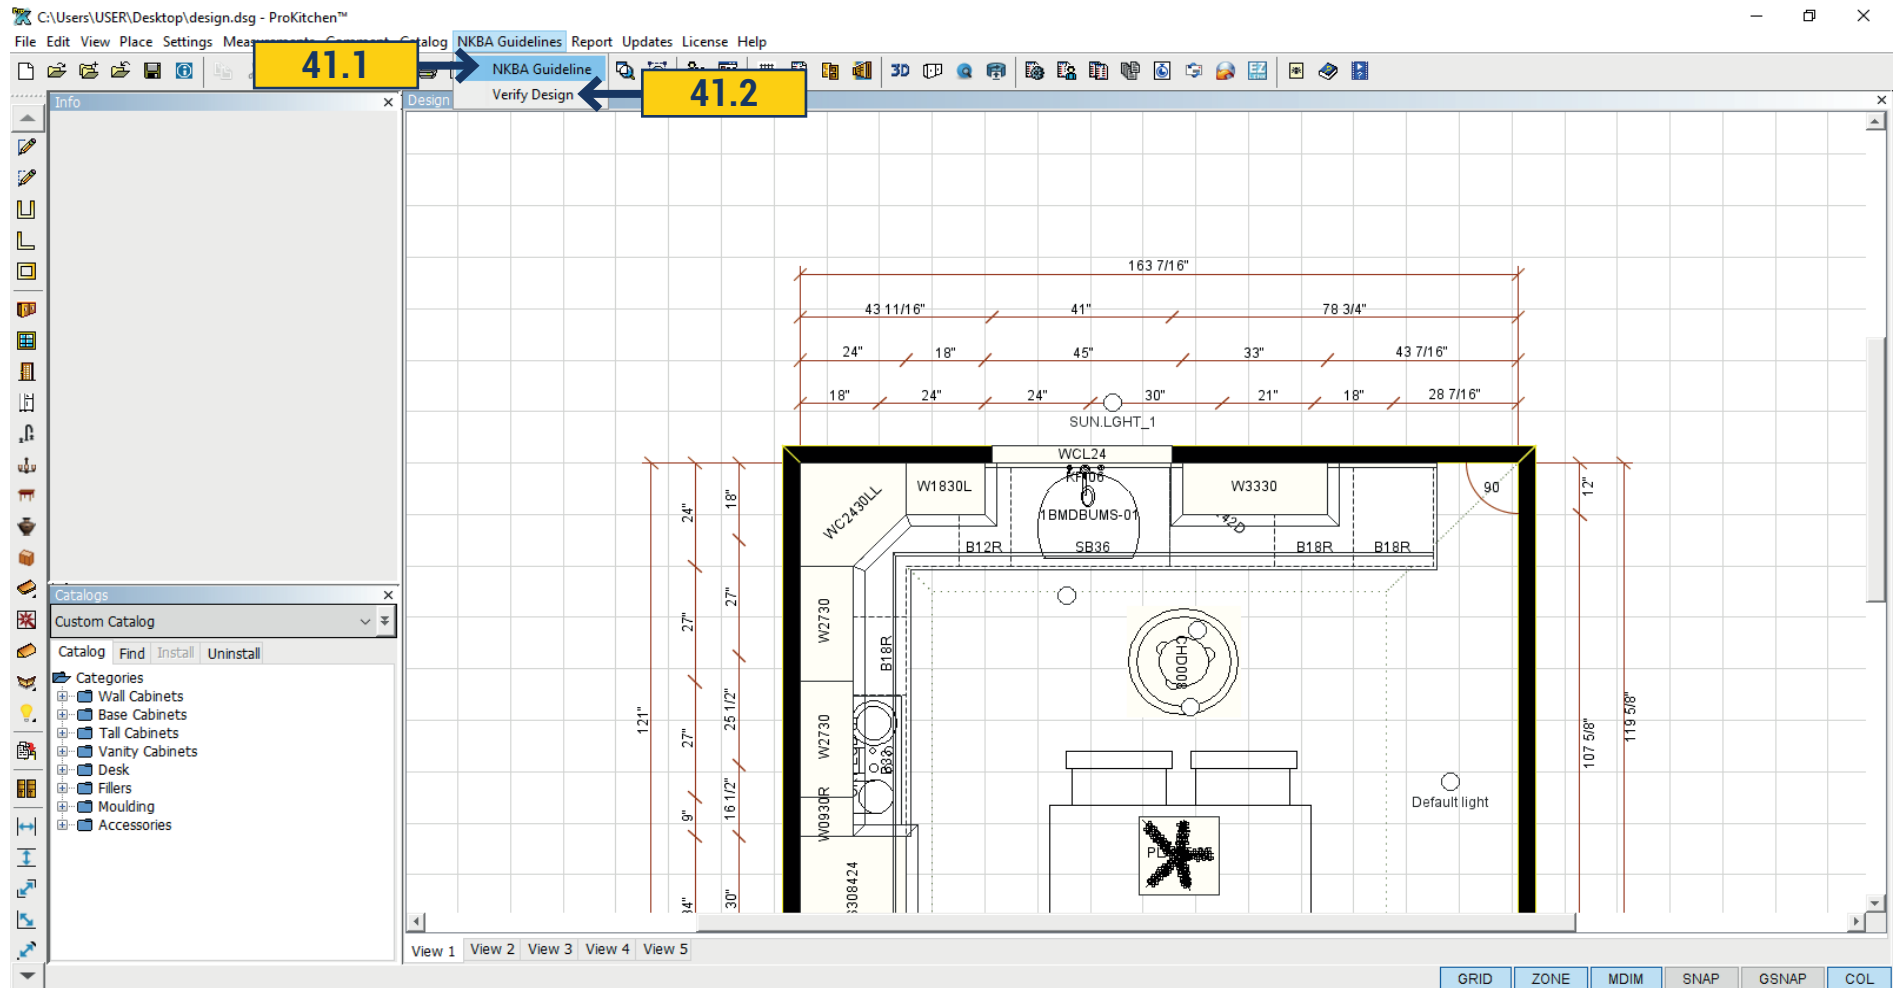 C:\Users\USER\Desktop\design.dsg - ProKitchen™
File Edit View Place Settings Catalog NKBA Guidelines Report Updates License Help
41.1
NKBA Guideline
3D
EZ
Verify Design
41.2
Info
Design
163 7/16"
43 11/16" 41" 78 3/4"
24" 18" 45" 33" 43 7/16"
18" 24" 24" 30" 21" 18" 28 7/16"
SUN.LGHT_1
WCL24
W1830L
W3330
90
12"
24"
18"
WC2430LL
1BMDBUMS-01
B12R SB36 B18R B18R
Catalogs
Custom Catalog
Catalog Find Install Uninstall
Categories
Wall Cabinets
Base Cabinets
Tall Cabinets
Vanity Cabinets
Desk
Fillers
Moulding
Accessories
27"
27"
W2730
B18R
CHD008
121"
27"
25 1/2"
W2730
107 5/8"
119 5/8"
9"
16 1/2"
W0930R
Default light
30"
View 1 View 2 View 3 View 4 View 5
GRID ZONE MDIM SNAP GSNAP COL